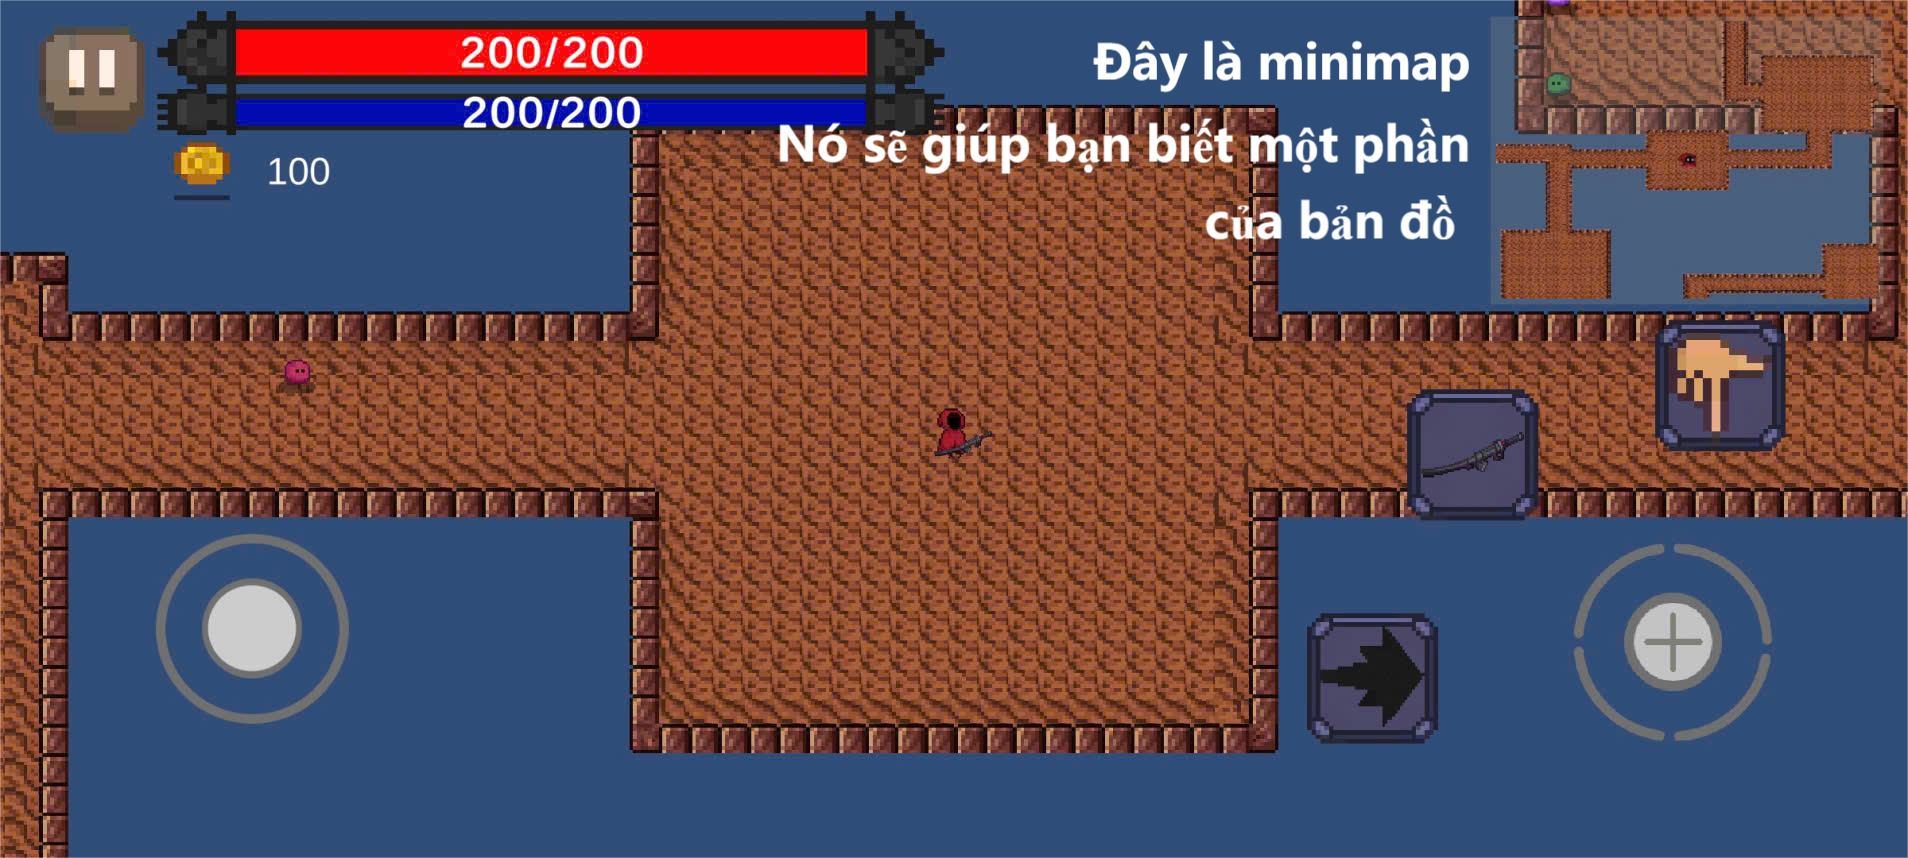 200/200
200/200
100
Đây là minimap
Nó sẽ giúp bạn biết một phần
của bản đồ